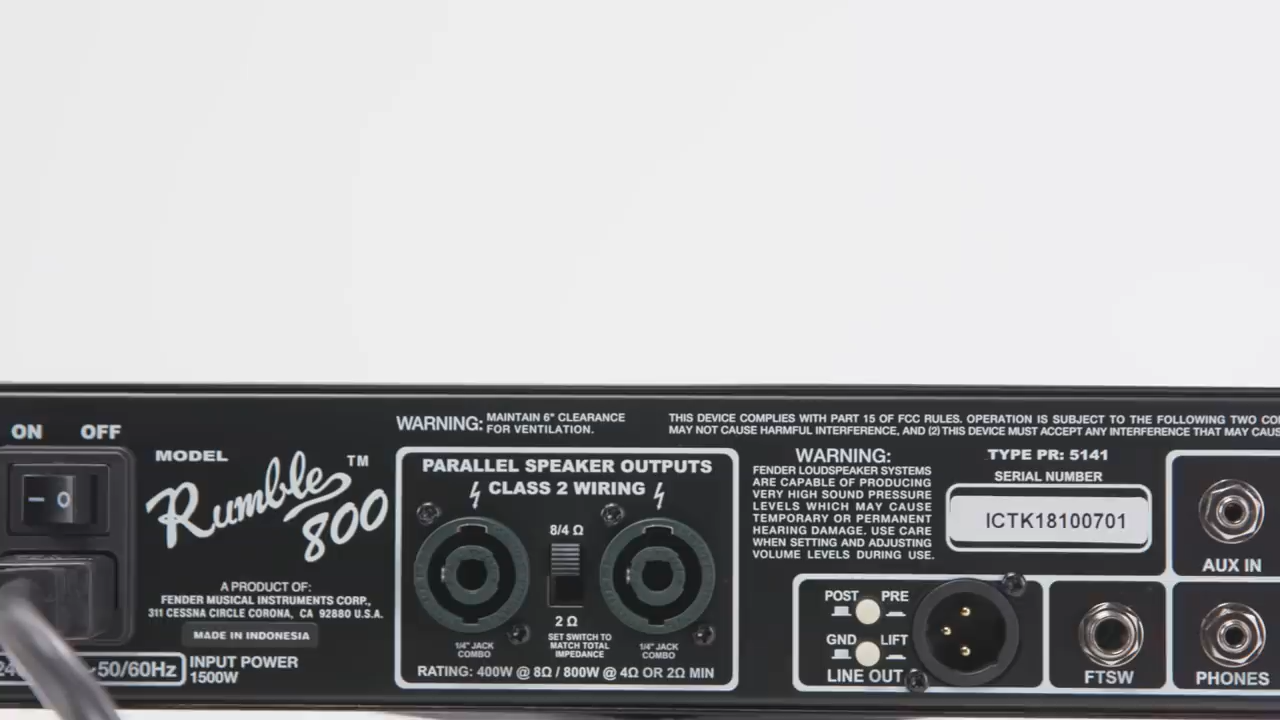 ON OFF
MODEL
Rumble™
800
A PRODUCT OF:
FENDER MUSICAL INSTRUMENTS CORP.,
311 CESSNA CIRCLE CORONA, CA 92880 U.S.A.
MADE IN INDONESIA
~50/60Hz
INPUT POWER
1500W
WARNING: MAINTAIN 6" CLEARANCE
FOR VENTILATION.
PARALLEL SPEAKER OUTPUTS
CLASS 2 WIRING
8/4 Ω
2 Ω
SET SWITCH TO
MATCH TOTAL
IMPEDANCE
1/4" JACK
COMBO
1/4" JACK
COMBO
RATING: 400W @ 8Ω / 800W @ 4Ω OR 2Ω MIN
THIS DEVICE COMPLIES WITH PART 15 OF FCC RULES. OPERATION IS SUBJECT TO THE FOLLOWING TWO
MAY NOT CAUSE HARMFUL INTERFERENCE, AND (2) THIS DEVICE MUST ACCEPT ANY INTERFERENCE THAT MAY
WARNING:
FENDER LOUDSPEAKER SYSTEMS
ARE CAPABLE OF PRODUCING
VERY HIGH SOUND PRESSURE
LEVELS WHICH MAY CAUSE
TEMPORARY OR PERMANENT
HEARING DAMAGE. USE CARE
WHEN SETTING AND ADJUSTING
VOLUME LEVELS DURING USE.
TYPE PR: 5141
SERIAL NUMBER
ICTK18100701
POST PRE
GND LIFT
LINE OUT
FTSW
AUX IN
PHONES